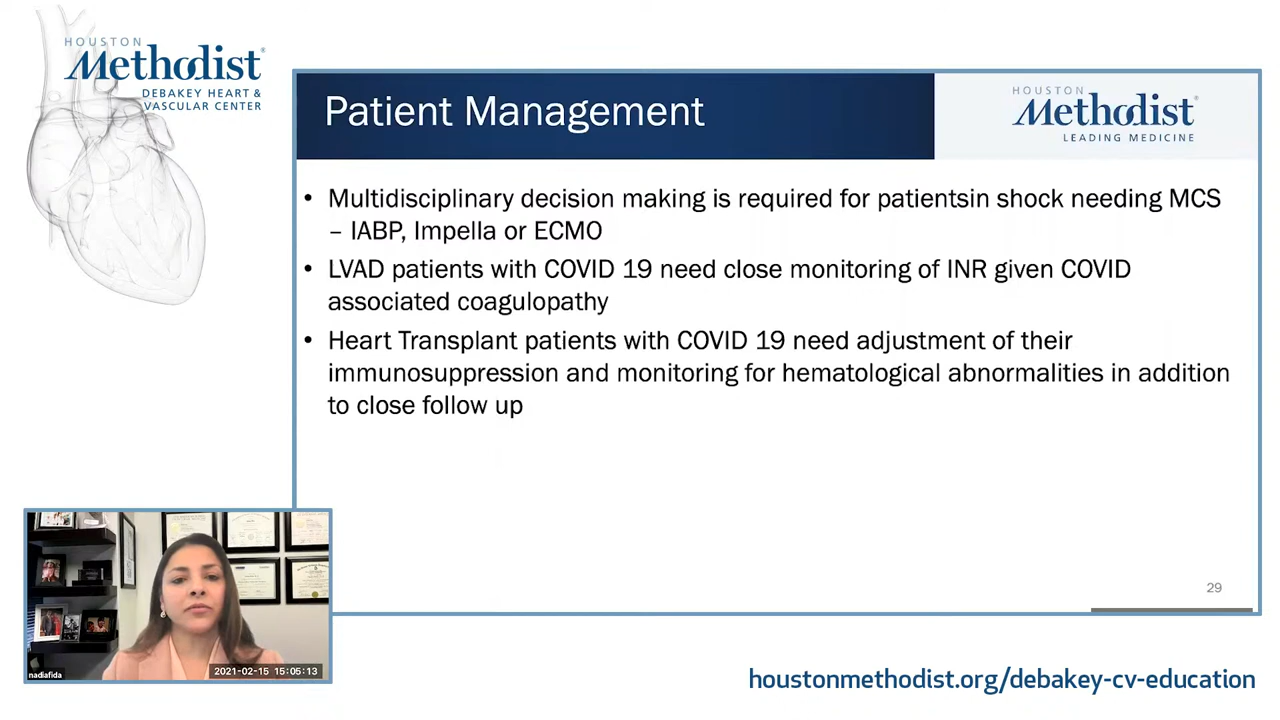 HOUSTON
Methodist®
DEBAKEY HEART &
VASCULAR CENTER
Patient Management
HOUSTON
Methodist®
LEADING MEDICINE
• Multidisciplinary decision making is required for patientsin shock needing MCS
– IABP, Impella or ECMO
• LVAD patients with COVID 19 need close monitoring of INR given COVID
associated coagulopathy
• Heart Transplant patients with COVID 19 need adjustment of their
immunosuppression and monitoring for hematological abnormalities in addition
to close follow up
29
nadiafida
2021-02-15 15:05:13
houstonmethodist.org/debakey-cv-education